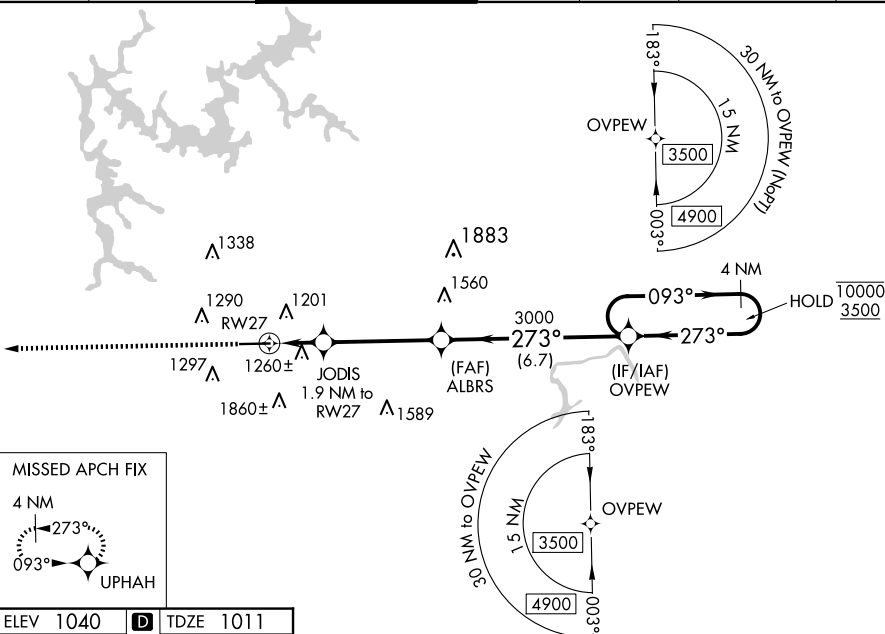 183°
30 NM to OVPEW (NoPT)
15 NM
OVPEW
3500
4900
003°
1338
1883
1560
1290
1201
RW27
4 NM
093°
HOLD
10000
3500
3000
273°
273°
(6.7)
1297
1260±
JODIS
1.9 NM to
RW27
(FAF)
ALBRS
(IF/IAF)
OVPEW
1860±
1589
183°
30 NM to OVPEW
15 NM
OVPEW
3500
4900
003°
MISSED APCH FIX
4 NM
273°
093°
UPHAH
ELEV 1040 D TDZE 1011